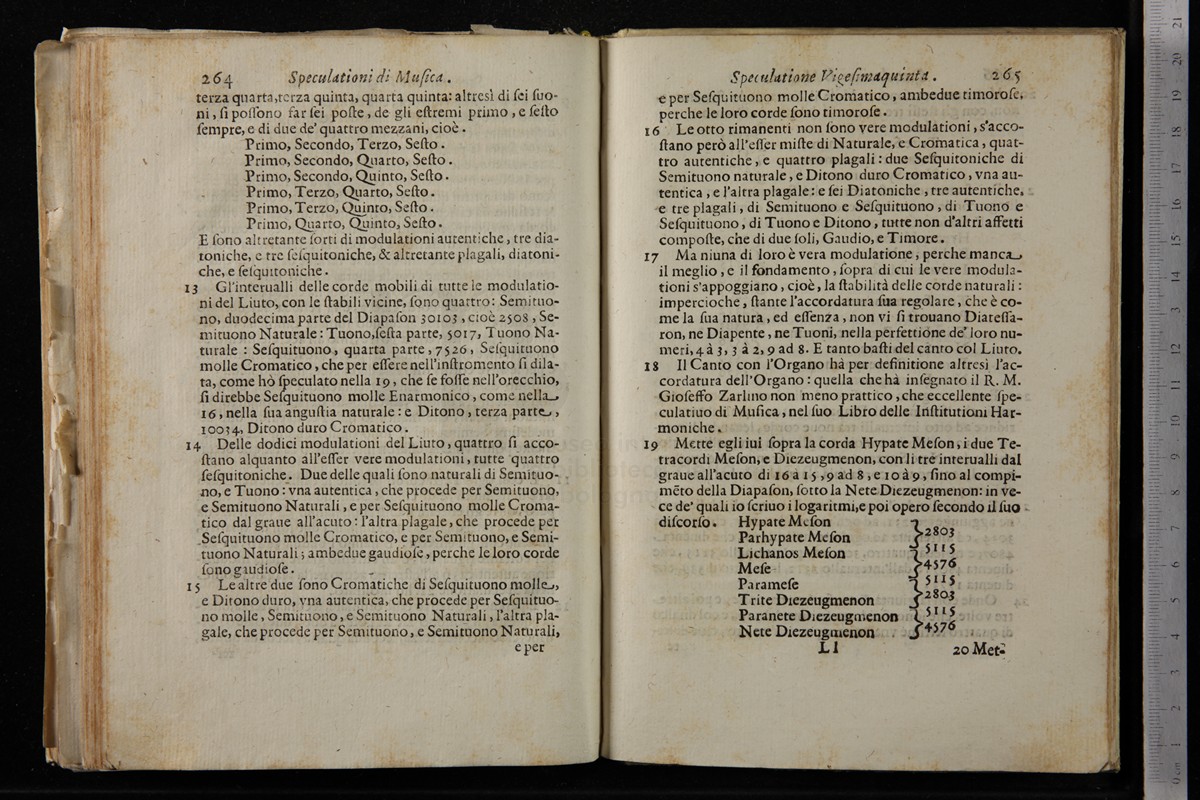 264 Speculationi di Muſica.
terza quarta, terza quinta, quarta quinta: altresì di ſei ſuo-
ni, ſi poſſono far ſei poſte, de gli eſtremi primo, e ſeſto
ſempre, e di due de' quattro mezzani, cioè.
Primo, Secondo, Terzo, Seſto.
Primo, Secondo, Quarto, Seſto.
Primo, Secondo, Quinto, Seſto.
Primo, Terzo, Quarto, Seſto.
Primo, Terzo, Quinto, Seſto.
Primo, Quarto, Quinto, Seſto.
E ſono altretante ſorti di modulationi autentiche, tre dia-
toniche, e tre ſeſquitoniche, & altretante plagali, diatoni-
che, e ſeſquitoniche.
13 Gl'interualli delle corde mobili di tutte le modulatio-
ni del Liuto, con le ſtabili vicine, ſono quattro: Semituo-
no, duodecima parte del Diapaſon 30103, cioè 2508, Se-
mituono Naturale: Tuono, ſeſta parte, 5017, Tuono Na-
turale: Seſquituono, quarta parte, 7526, Seſquituono
molle Cromatico, che per eſſere nell'inſtromento ſi dila-
ta, come hò ſpeculato nella 19, che ſe foſſe nell'orecchio,
ſi direbbe Seſquituono molle Enarmonico, come nella
16, nella ſua anguſtia naturale: e Ditono, terza parte,
10034, Ditono duro Cromatico.
14 Delle dodici modulationi del Liuto, quattro ſi acco-
ſtano alquanto all'eſſer vere modulationi, tutte quattro
ſeſquitoniche. Due delle quali ſono naturali di Semituo-
no, e Tuono: vna autentica, che procede per Semituono,
e Semituono Naturali, e per Seſquituono molle Croma-
tico dal graue all'acuto: l'altra plagale, che procede per
Seſquituono molle Cromatico, e per Semituono, e Semi-
tuono Naturali; ambedue gaudioſe, perche le loro corde
ſono gaudioſe.
15 Le altre due ſono Cromatiche di Seſquituono molle,
e Ditono duro, vna autentica, che procede per Seſquituo-
no molle, Semituono, e Semituono Naturali, l'altra pla-
gale, che procede per Semituono, e Semituono Naturali,
e per
Speculatione Vigeſimaquinta. 265
e per Seſquituono molle Cromatico, ambedue timoroſe,
perche le loro corde ſono timoroſe.
16 Le otto rimanenti non ſono vere modulationi, s'acco-
ſtano però all'eſſer miſte di Naturale, e Cromatica, quat-
tro autentiche, e quattro plagali: due Seſquitoniche di
Semituono naturale, e Ditono duro Cromatico, vna au-
tentica, e l'altra plagale: e ſei Diatoniche, tre autentiche,
e tre plagali, di Semituono e Seſquituono, di Tuono e
Seſquituono, di Tuono e Ditono, tutte non d'altri affetti
compoſte, che di due ſoli, Gaudio, e Timore.
17 Ma niuna di loro è vera modulatione, perche manca
il meglio, e il fondamento, ſopra di cui le vere modula-
tioni s'appoggiano, cioè, la ſtabilità delle corde naturali:
impercioche, ſtante l'accordatura ſua regolare, che è co-
me la ſua natura, ed eſſenza, non vi ſi trouano Diateſſa-
ron, ne Diapente, ne Tuoni, nella perfettione de' loro nu-
meri, 4 à 3, 3 à 2, 9 ad 8. E tanto baſti del canto col Liuto.
18 Il Canto con l'Organo hà per definitione altresì l'ac-
cordatura dell'Organo: quella che hà inſegnato il R. M.
Gioſeffo Zarlino non meno prattico, che eccellente ſpe-
culatiuo di Muſica, nel ſuo Libro delle Inſtitutioni Har-
moniche.
19 Mette egli iui ſopra la corda Hypate Meſon, i due Te-
tracordi Meſon, e Diezeugmenon, con li tre interualli dal
graue all'acuto di 16 à 15, 9 ad 8, e 10 à 9, fino al compi-
mẽto della Diapaſon, ſotto la Nete Diezeugmenon: in ve-
ce de' quali io ſcriuo i logaritmi, e poi opero ſecondo il ſuo
diſcorſo. Hypate Meſon
2803
Parhypate Meſon
5115
Lichanos Meſon
4576
Meſe
5115
Parameſe
2803
Trite Diezeugmenon
5115
Paranete Diezeugmenon
4576
Nete Diezeugmenon
Ll 20 Met-